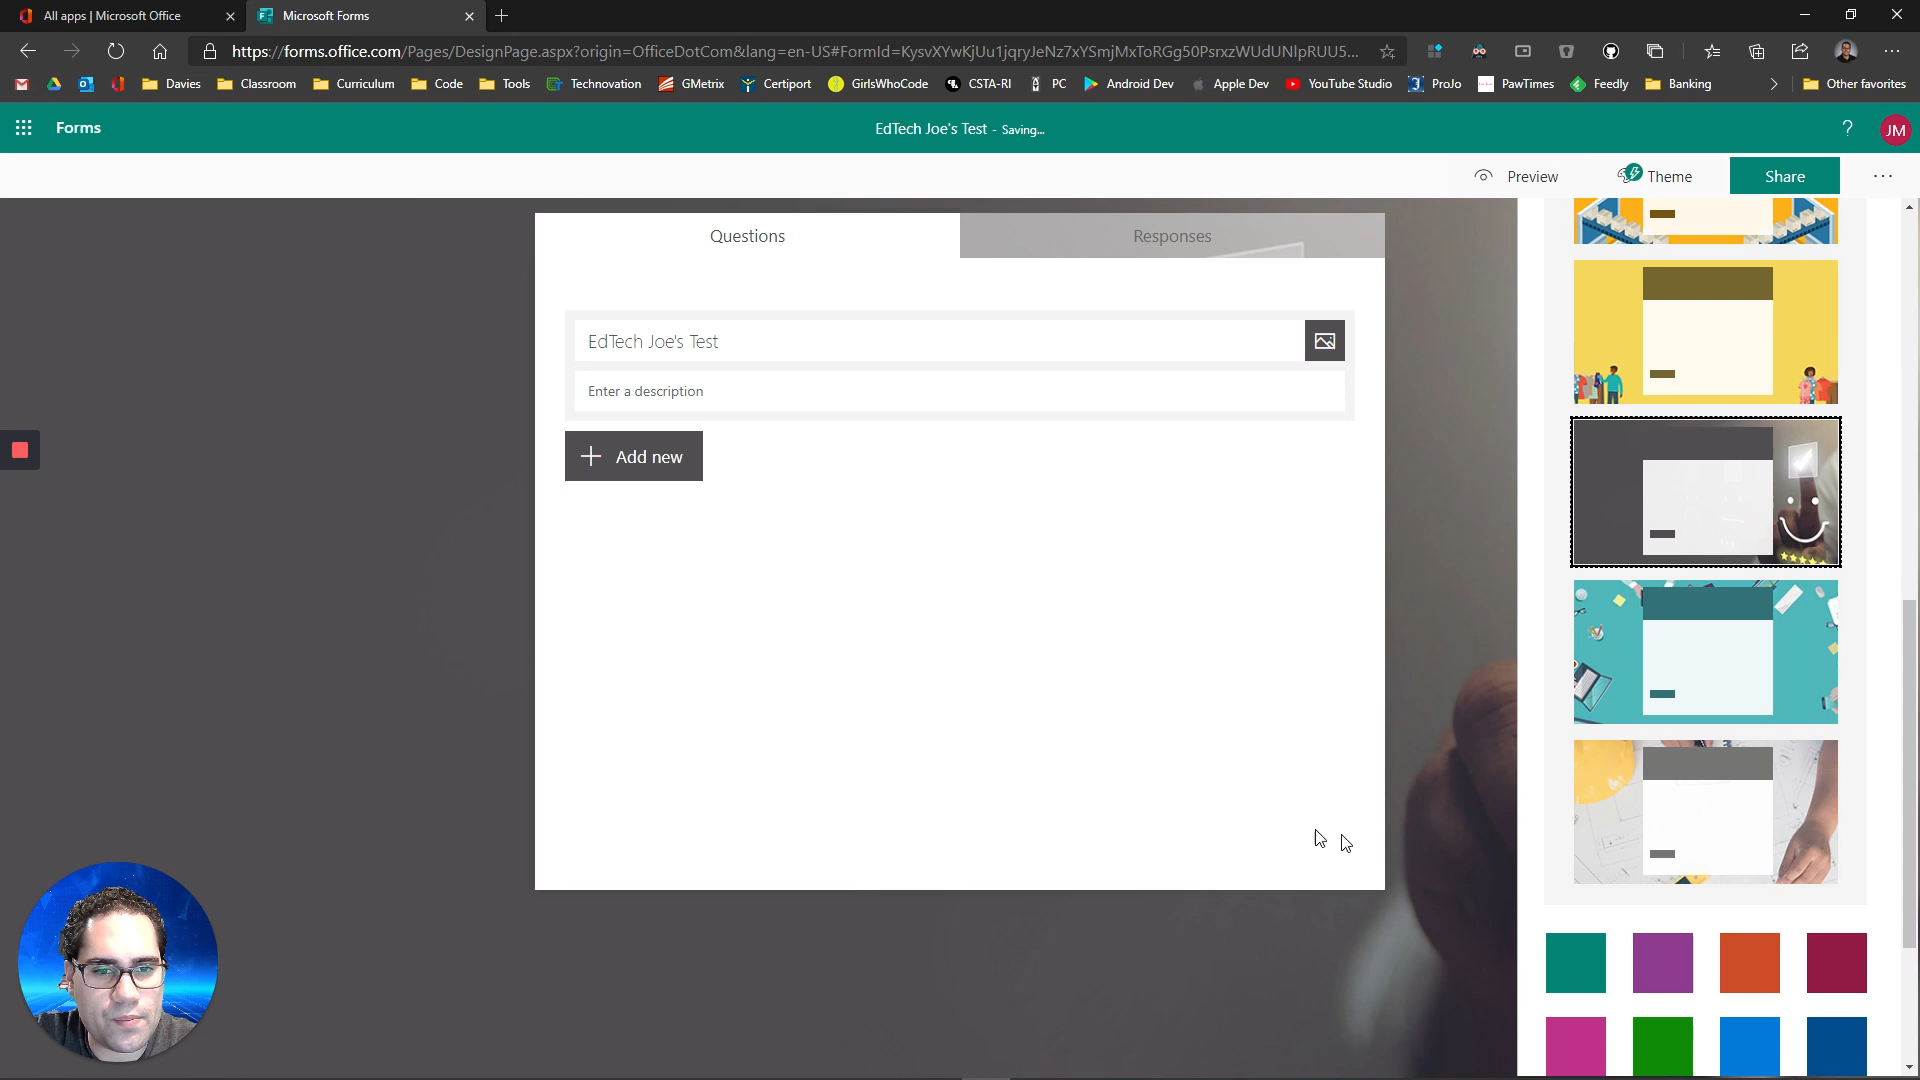 All apps | Microsoft Office
Microsoft Forms
https://forms.office.com/Pages/DesignPage.aspx?origin=OfficeDotCom&lang=en-US#FormId=KysvXYwKjUu1jqryJeNz7xYSmjMxToRGg50PsrxzWUdUNlpRUU5...
Davies
Classroom
Curriculum
Code
Tools
Technovation
GMetrix
Certiport
GirlsWhoCode
CSTA-RI
PC
Android Dev
Apple Dev
YouTube Studio
ProJo
PawTimes
Feedly
Banking
Other favorites
Forms
EdTech Joe's Test - Saving...
?
JM
Preview
Theme
Share
Questions
Responses
EdTech Joe's Test
Enter a description
Add new